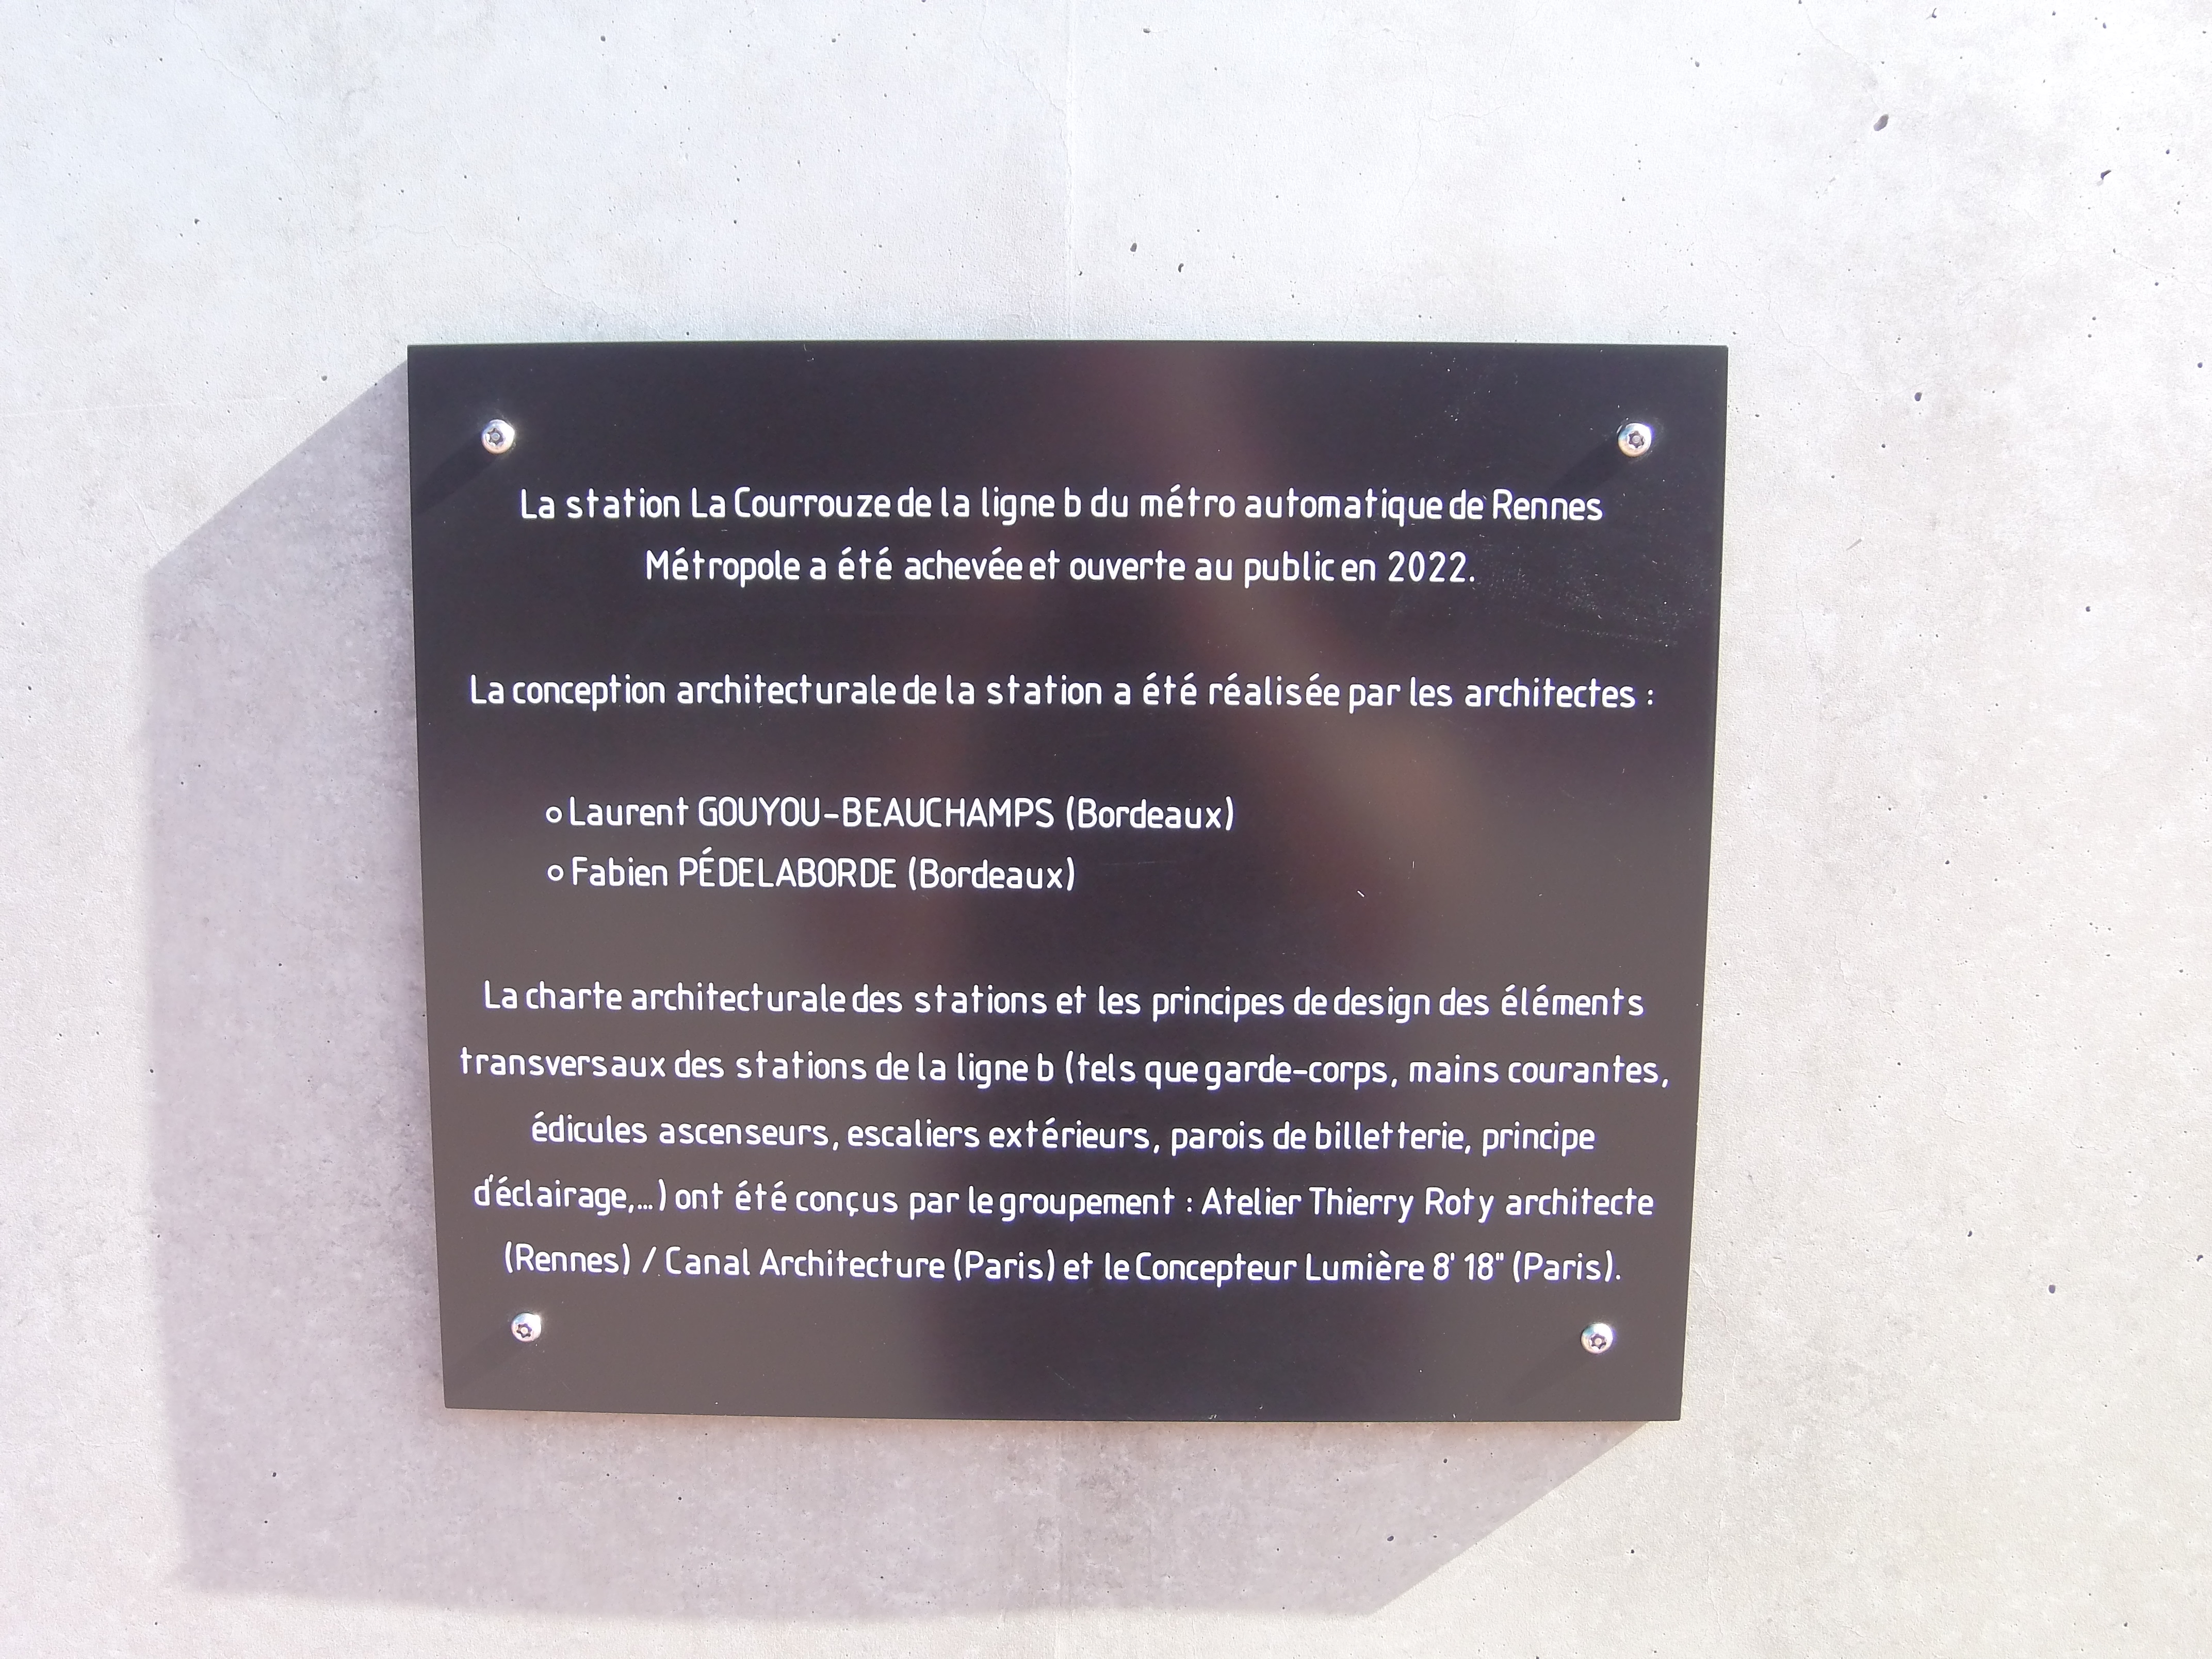 La station La Courrouze de la ligne b du métro automatique de Rennes
Métropole a été achevée et ouverte au public en 2022.
La conception architecturale de la station a été réalisée par les architectes :
o Laurent GOUYOU-BEAUCHAMPS (Bordeaux)
o Fabien PÉDELABORDE (Bordeaux)
La charte architecturale des stations et les principes de design des éléments
transversaux des stations de la ligne b (tels que garde-corps, mains courantes,
édicules ascenseurs, escaliers extérieurs, parois de billetterie, principe
d'éclairage,...) ont été conçus par le groupement : Atelier Thierry Roty architecte
(Rennes) / Canal Architecture (Paris) et le Concepteur Lumière 8' 18" (Paris).